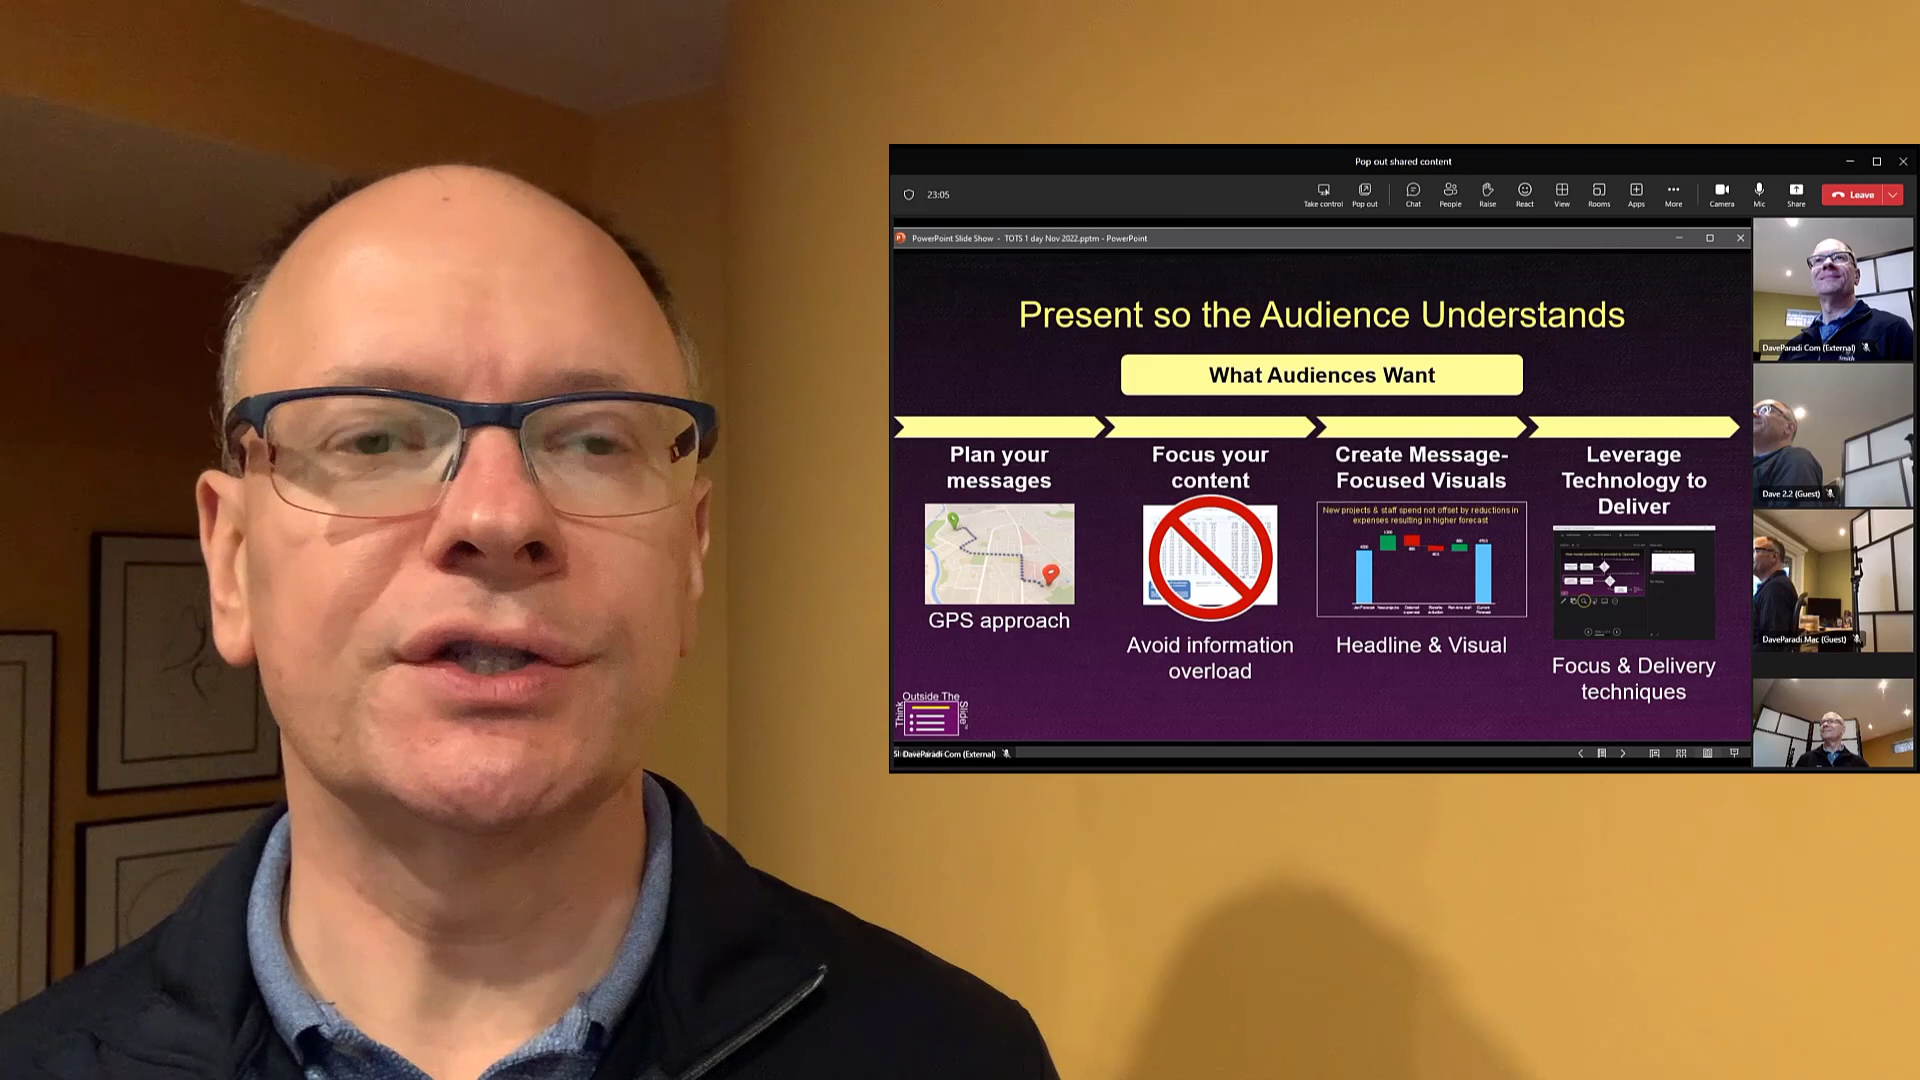 Pop out shared content
23:05
Take control
Pop out
Chat
People
Raise
React
View
Rooms
Apps
More
Camera
Mic
Share
Leave
PowerPoint Slide Show - TOTS 1 day Nov 2022.pptm - PowerPoint
Present so the Audience Understands
What Audiences Want
Plan your
messages
GPS approach
Focus your
content
Avoid information
overload
Create Message-
Focused Visuals
New projects & staff spend not offset by reductions in
expenses resulting in higher forecast
Headline & Visual
Leverage
Technology to
Deliver
Focus & Delivery
techniques
Think
Outside The
Slide
DaveParadi Com (External)
DaveParadi Com (External)
Dave 2.2 (Guest)
DaveParadi Mac (Guest)